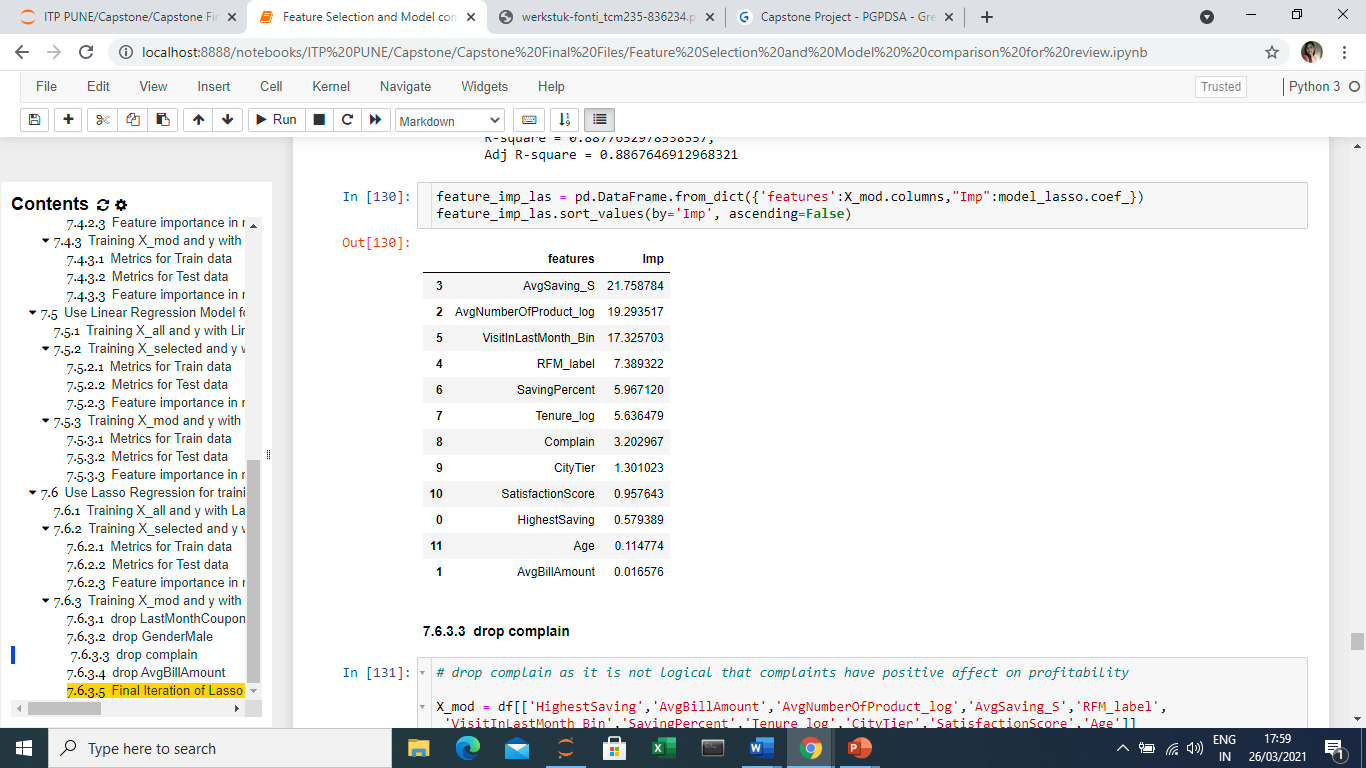 ITP PUNE/Capstone/Capstone Fin
Feature Selection and Model con
werkstuk-fonti_tcm235-836234.p
Capstone Project - PGPDSA - Gre
localhost:8888/notebooks/ITP%20PUNE/Capstone/Capstone%20Final%20Files/Feature%20Selection%20and%20Model%20%20comparison%20for%20review.ipynb
File Edit View Insert Cell Kernel Navigate Widgets Help Trusted Python 3
Run Markdown
R-square = 0.8877652978538557,
Adj R-square = 0.8867646912968321
Contents
7.4.2.3 Feature importance in r
7.4.3 Training X_mod and y with
7.4.3.1 Metrics for Train data
7.4.3.2 Metrics for Test data
7.4.3.3 Feature importance in r
7.5 Use Linear Regression Model fo
7.5.1 Training X_all and y with Lir
7.5.2 Training X_selected and y v
7.5.2.1 Metrics for Train data
7.5.2.2 Metrics for Test data
7.5.2.3 Feature importance in r
7.5.3 Training X_mod and y with
7.5.3.1 Metrics for Train data
7.5.3.2 Metrics for Test data
7.5.3.3 Feature importance in r
7.6 Use Lasso Regression for traini
7.6.1 Training X_all and y with La
7.6.2 Training X_selected and y v
7.6.2.1 Metrics for Train data
7.6.2.2 Metrics for Test data
7.6.2.3 Feature importance in r
7.6.3 Training X_mod and y with
7.6.3.1 drop LastMonthCoupon
7.6.3.2 drop GenderMale
7.6.3.3 drop complain
7.6.3.4 drop AvgBillAmount
7.6.3.5 Final Iteration of Lasso
In [130]:
feature_imp_las = pd.DataFrame.from_dict({'features':X_mod.columns,"Imp":model_lasso.coef_})
feature_imp_las.sort_values(by='Imp', ascending=False)
Out[130]:
features Imp
3 AvgSaving_S 21.758784
2 AvgNumberOfProduct_log 19.293517
5 VisitInLastMonth_Bin 17.325703
4 RFM_label 7.389322
6 SavingPercent 5.967120
7 Tenure_log 5.636479
8 Complain 3.202967
9 CityTier 1.301023
10 SatisfactionScore 0.957643
0 HighestSaving 0.579389
11 Age 0.114774
1 AvgBillAmount 0.016576
7.6.3.3 drop complain
In [131]:
# drop complain as it is not logical that complaints have positive affect on profitability
X_mod = df[['HighestSaving','AvgBillAmount','AvgNumberOfProduct_log','AvgSaving_S','RFM_label',
'VisitInLastMonth_Bin','SavingPercent','Tenure_log','CityTier','SatisfactionScore','Age']]
Type here to search
ENG
IN
17:59
26/03/2021
1